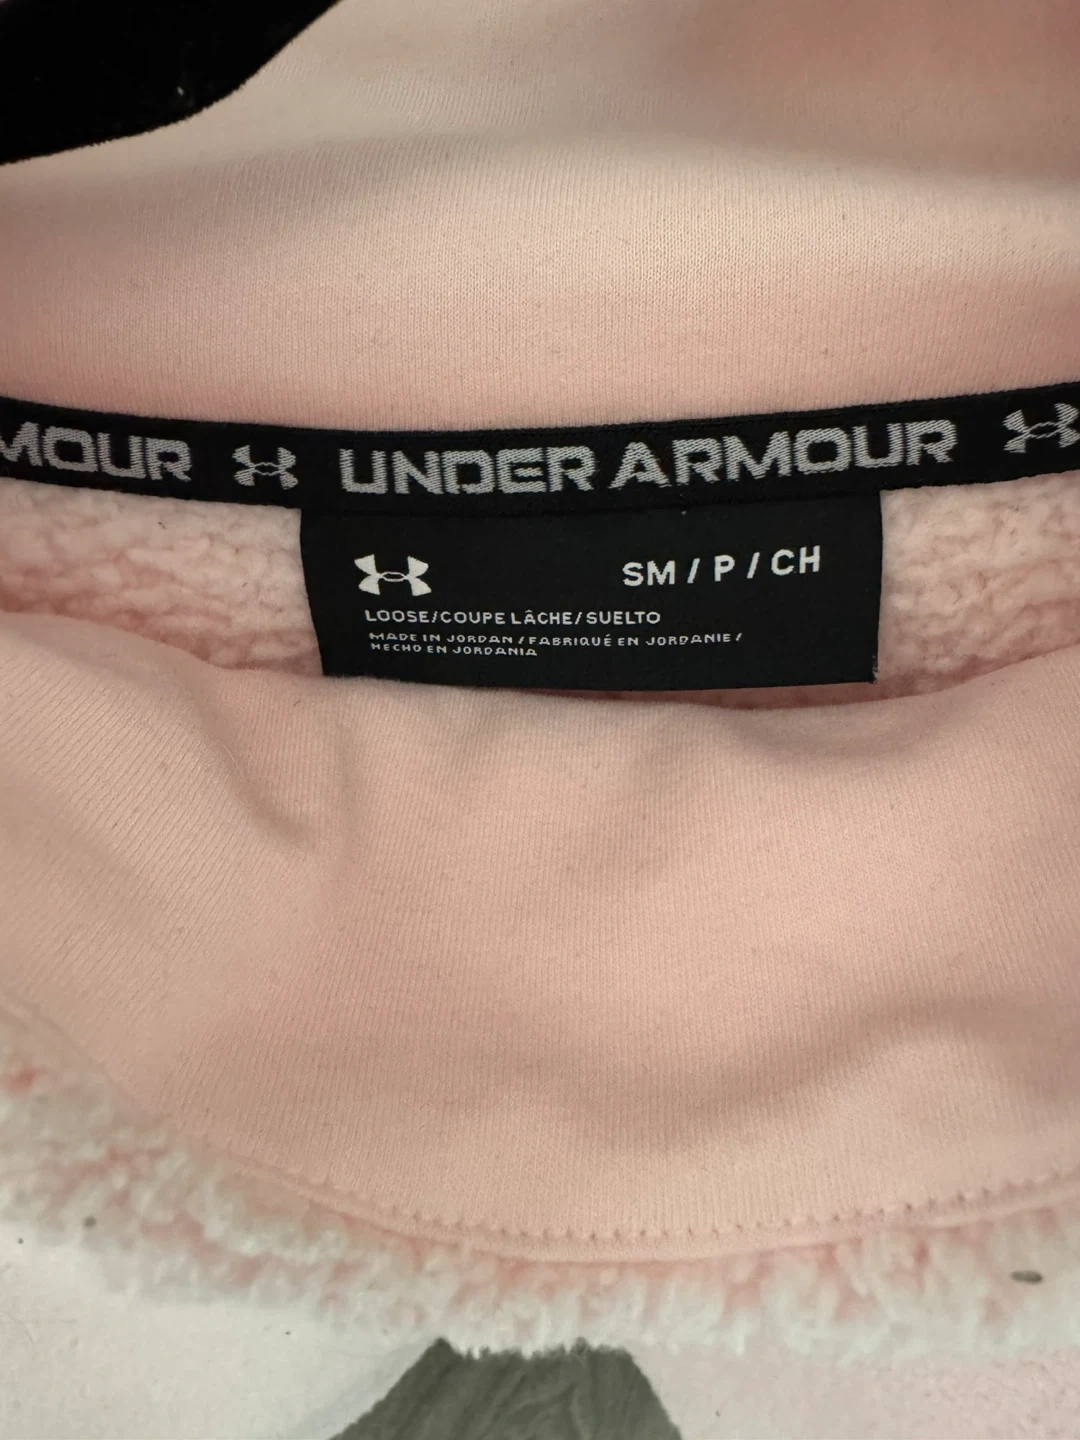 MOUR UNDER ARMOUR
SM / P / CH
LOOSE/COUPE LÂCHE/SUELTO
MADE IN JORDAN / FABRIQUÉ EN JORDANIE /
HECHO EN JORDANIA